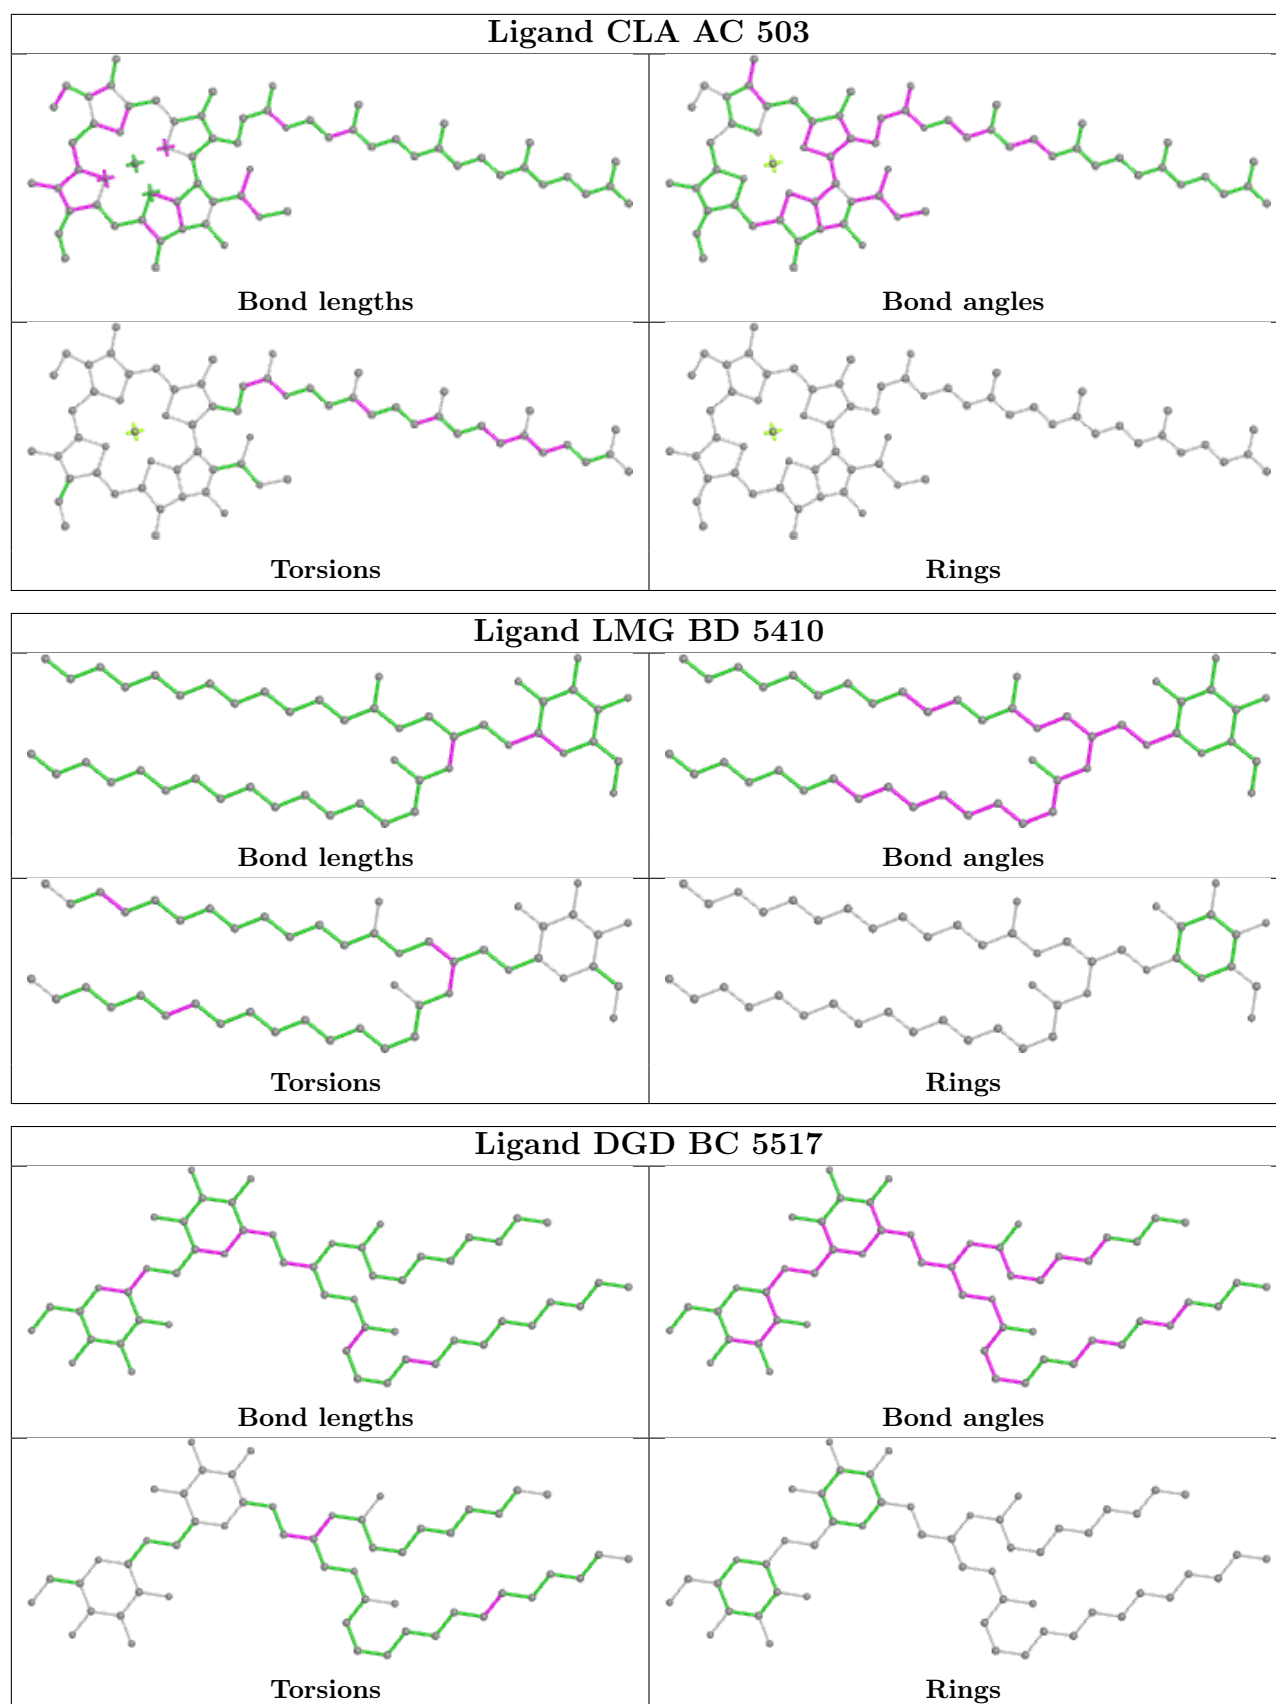 Ligand CLA AC 503
Bond lengths
Bond angles
Torsions
Rings
Ligand LMG BD 5410
Bond lengths
Bond angles
Torsions
Rings
Ligand DGD BC 5517
Bond lengths
Bond angles
Torsions
Rings